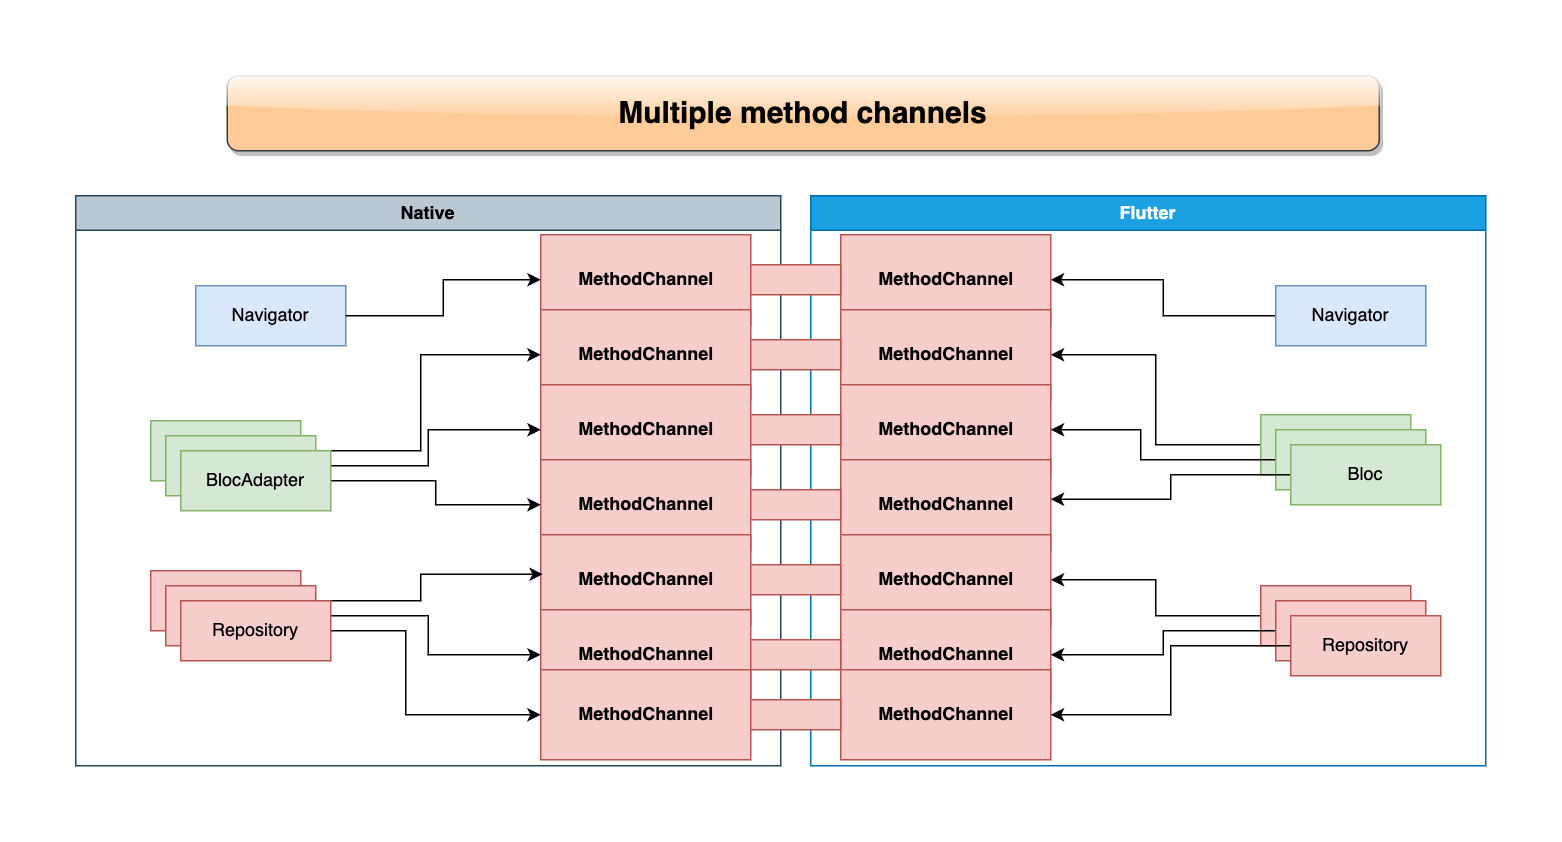 Multiple method channels
Native
Flutter
MethodChannel
MethodChannel
Navigator
Navigator
MethodChannel
MethodChannel
MethodChannel
MethodChannel
BlocAdapter
Bloc
MethodChannel
MethodChannel
MethodChannel
MethodChannel
Repository
Repository
MethodChannel
MethodChannel
MethodChannel
MethodChannel